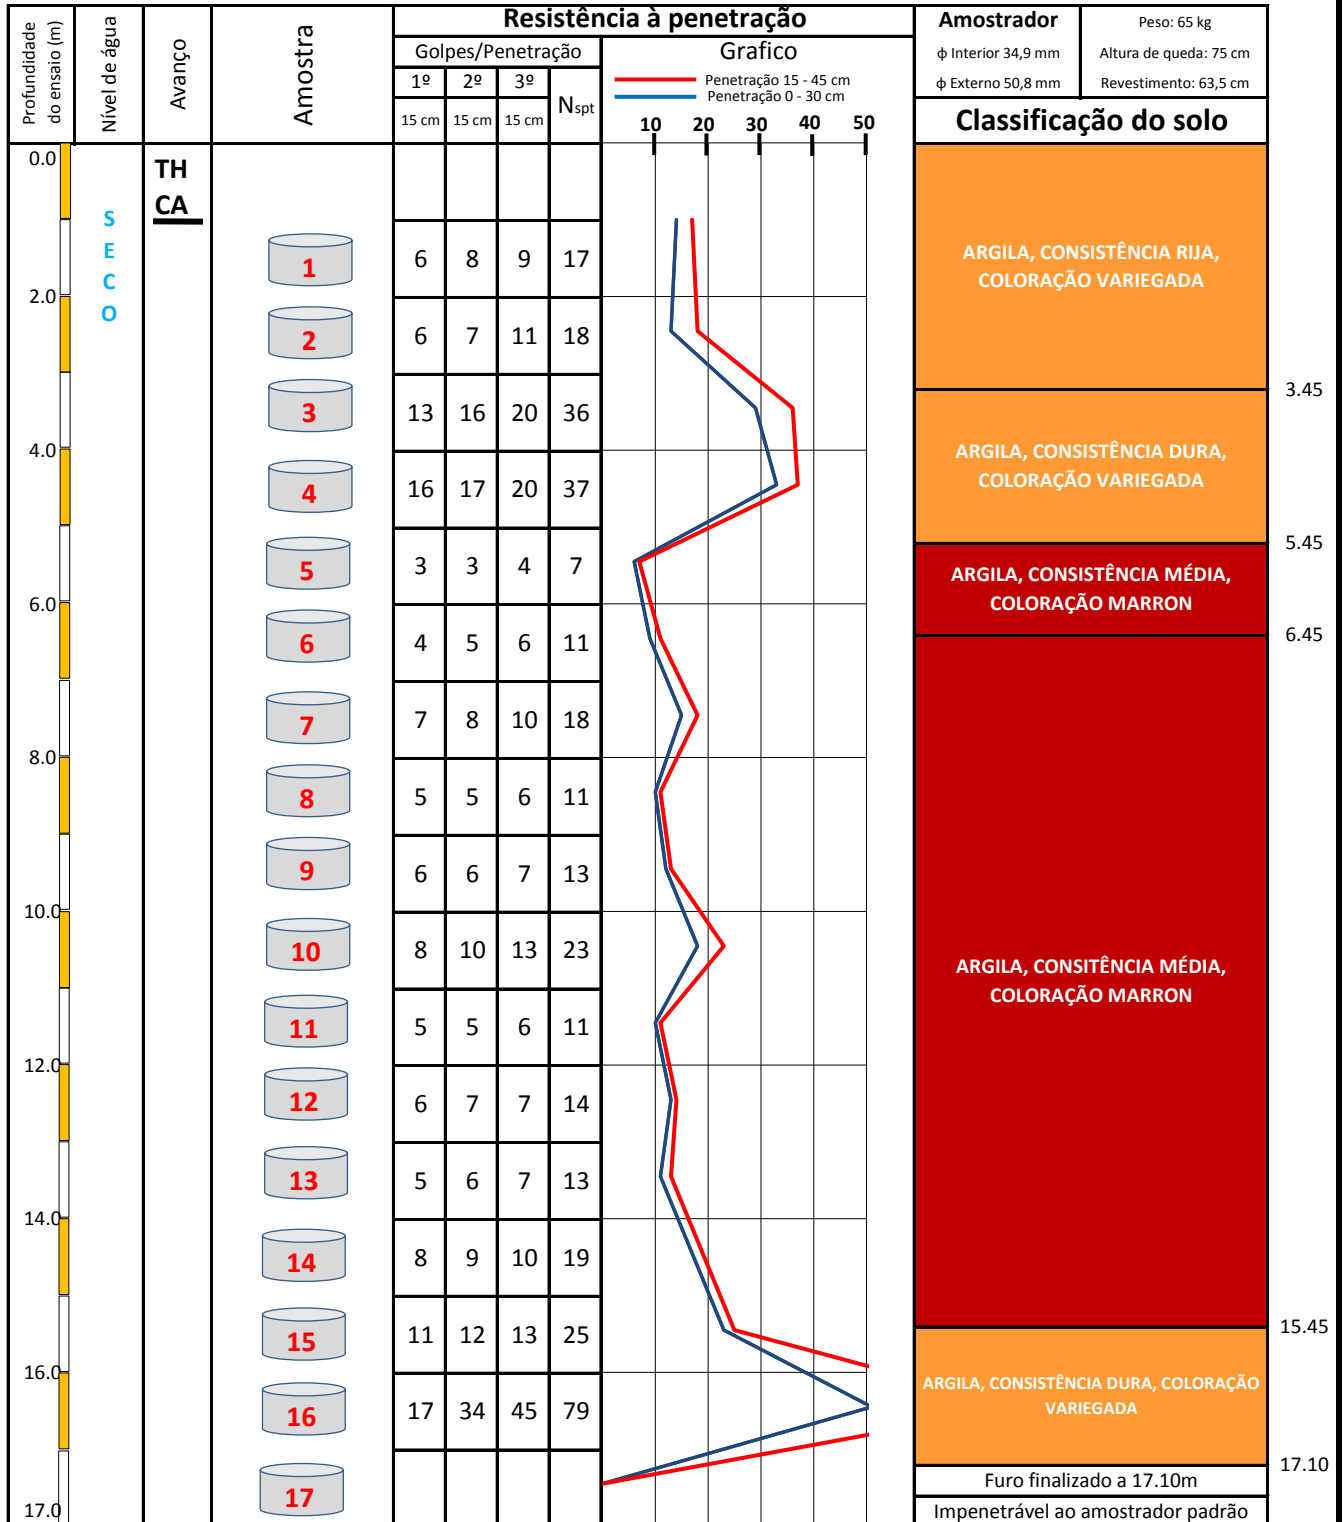 Profundidade
do ensaio (m)
Nível de água
Avanço
Amostra
Resistência à penetração
Golpes/Penetração
1º 2º 3º
15 cm 15 cm 15 cm
Nspt
Grafico
Penetração 15 - 45 cm
Penetração 0 - 30 cm
10 20 30 40 50
Amostrador
ϕ Interior 34,9 mm
ϕ Externo 50,8 mm
Peso: 65 kg
Altura de queda: 75 cm
Revestimento: 63,5 cm
Classificação do solo
0.0
TH
CA
S
E
C
O
1 6 8 9 17
ARGILA, CONSISTÊNCIA RIJA,
COLORAÇÃO VARIEGADA
2.0
2 6 7 11 18
3.45
3 13 16 20 36
4.0
ARGILA, CONSISTÊNCIA DURA,
COLORAÇÃO VARIEGADA
4 16 17 20 37
5.45
5 3 3 4 7
ARGILA, CONSISTÊNCIA MÉDIA,
COLORAÇÃO MARRON
6.0
6.45
6 4 5 6 11
7 7 8 10 18
8.0
8 5 5 6 11
9 6 6 7 13
10.0
10 8 10 13 23
ARGILA, CONSITÊNCIA MÉDIA,
COLORAÇÃO MARRON
11 5 5 6 11
12.0
12 6 7 7 14
13 5 6 7 13
14.0
14 8 9 10 19
15.45
15 11 12 13 25
16.0
ARGILA, CONSISTÊNCIA DURA, COLORAÇÃO
VARIEGADA
16 17 34 45 79
17.10
17
Furo finalizado a 17.10m
17.0
Impenetrável ao amostrador padrão